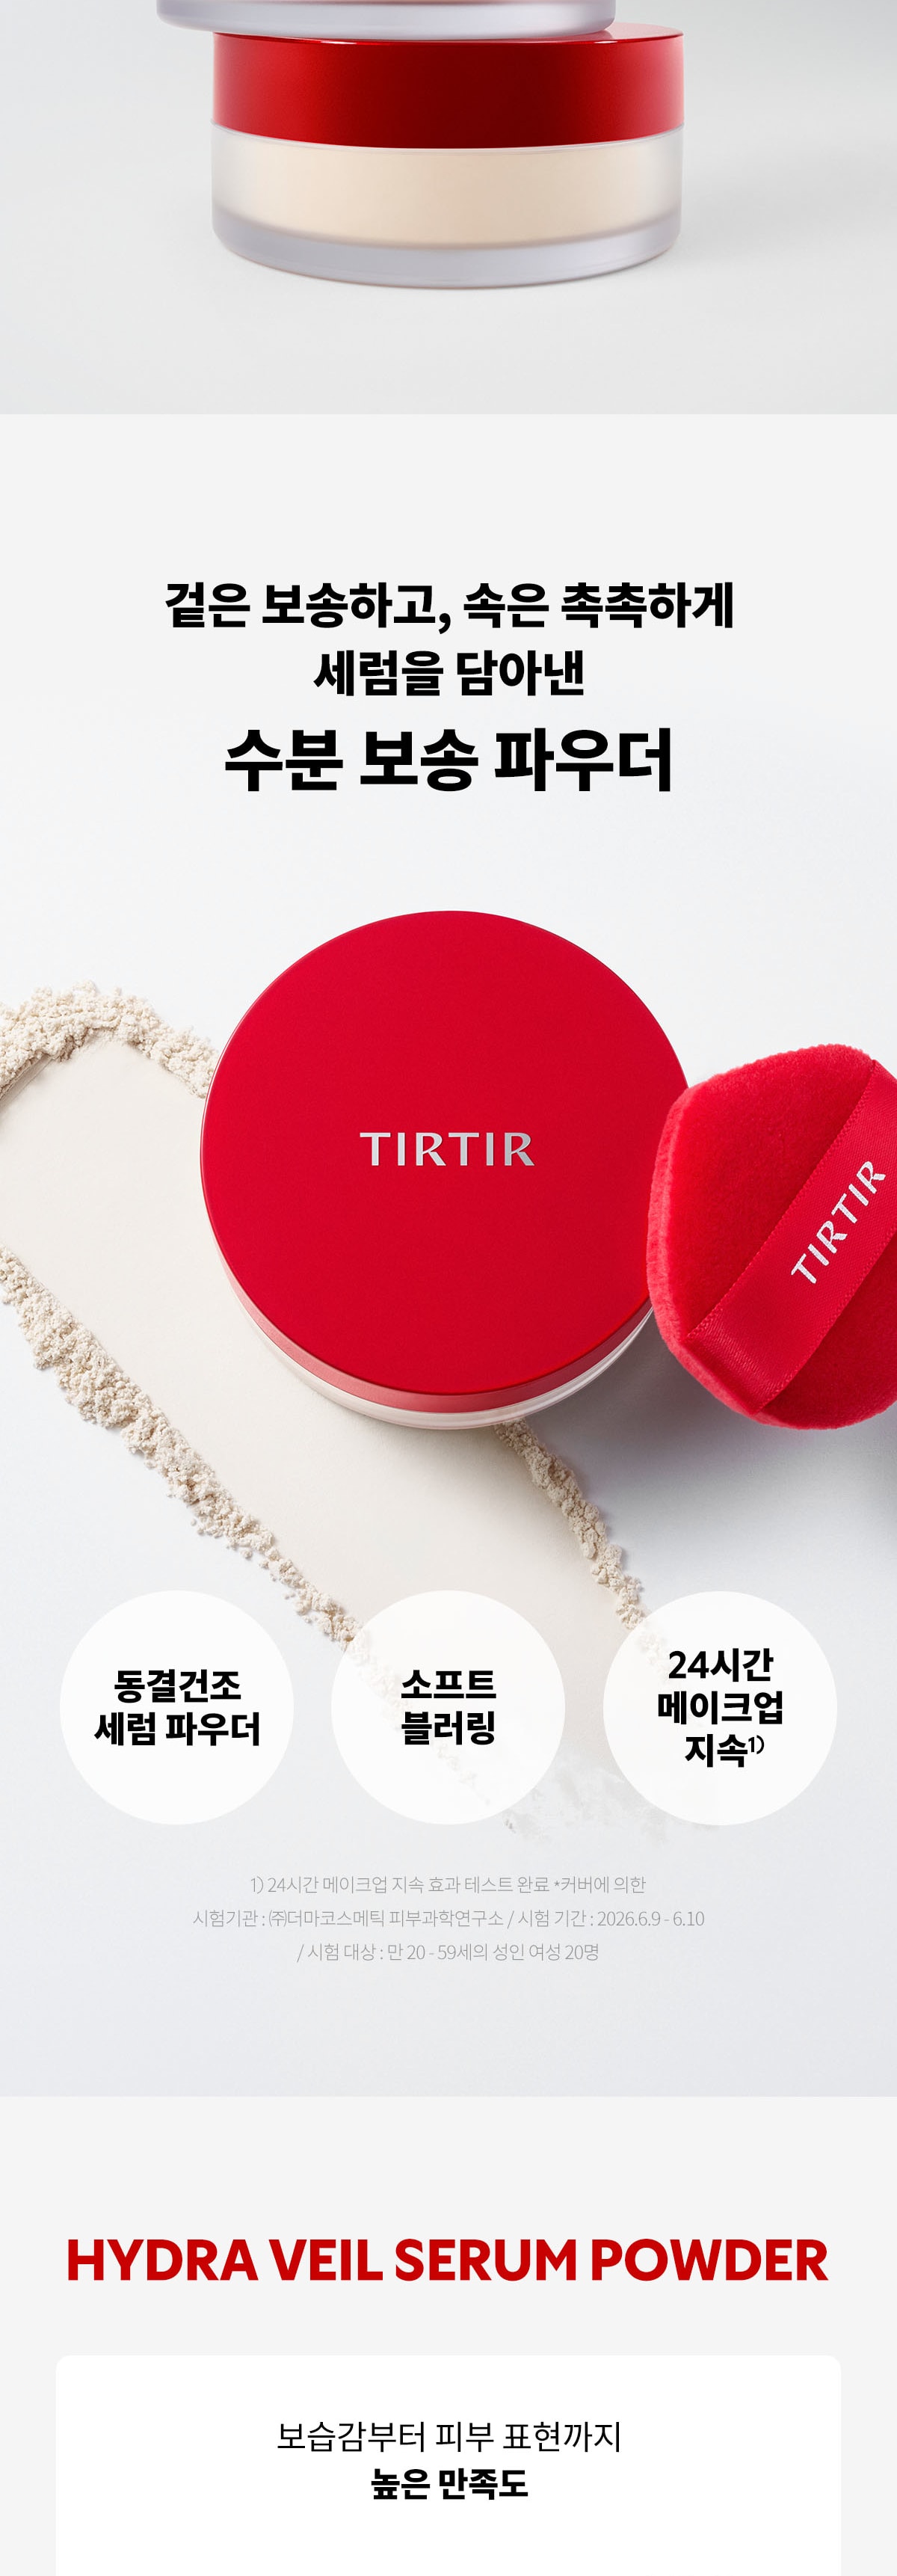 겉은 보송하고, 속은 촉촉하게
세럼을 담아낸
수분 보송 파우더
TIRTIR
TIRTIR
동결건조
세럼 파우더
소프트
블러링
24시간
메이크업
지속1)
1) 24시간 메이크업 지속 효과 테스트 완료 *커버에 의한
시험기관 : ㈜더마코스메틱 피부과학연구소 / 시험 기간 : 2026.6.9 - 6.10
/ 시험 대상 : 만 20 - 59세의 성인 여성 20명
HYDRA VEIL SERUM POWDER
보습감부터 피부 표현까지
높은 만족도